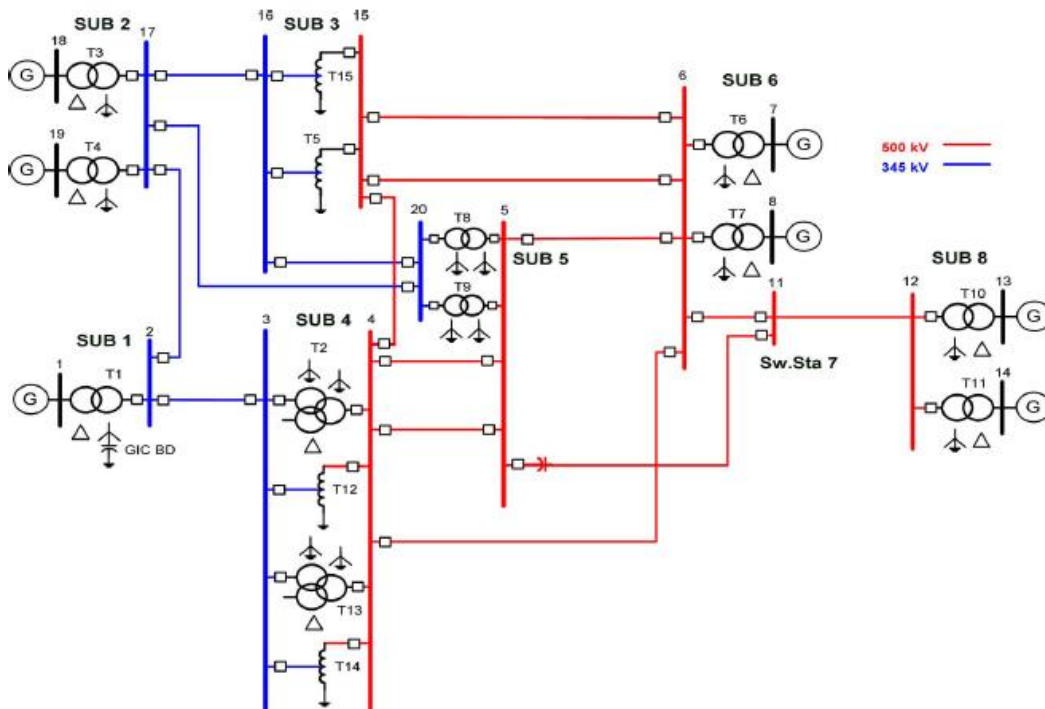 SUB 2
17
16
SUB 3
15
18
T3
G
T15
6
SUB 6
7
T6
G
19
T4
G
T5
500 kV
345 kV
20
5
T8
8
T7
G
SUB 5
T9
11
12
SUB 8
13
T10
G
SUB 1
2
3
SUB 4
4
1
T1
G
T2
Sw.Sta 7
14
T11
G
GIC BD
T12
T13
T14